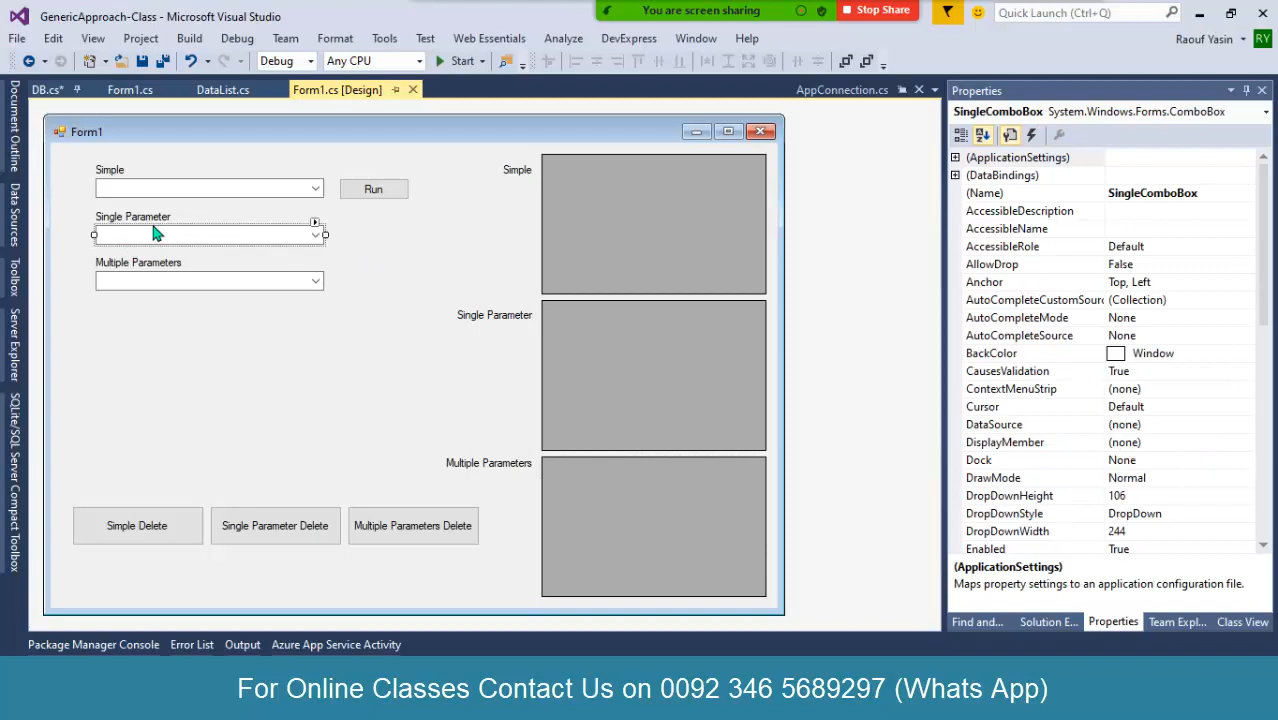 GenericApproach-Class - Microsoft Visual Studio
You are screen sharing
Stop Share
Quick Launch (Ctrl+Q)
File Edit View Project Build Debug Team Format Tools Test Web Essentials Analyze DevExpress Window Help
Raouf Yasin RY
Debug Any CPU Start
DB.cs* Form1.cs DataList.cs Form1.cs [Design] AppConnection.cs
Document Outline
Data Sources
Toolbox
Server Explorer
SQLite/SQL Server Compact Toolbox
Form1
Simple
Run
Single Parameter
Multiple Parameters
Simple
Single Parameter
Multiple Parameters
Simple Delete Single Parameter Delete Multiple Parameters Delete
Properties
SingleComboBox System.Windows.Forms.ComboBox
(ApplicationSettings)
(DataBindings)
(Name) SingleComboBox
AccessibleDescription
AccessibleName
AccessibleRole Default
AllowDrop False
Anchor Top, Left
AutoCompleteCustomSourc (Collection)
AutoCompleteMode None
AutoCompleteSource None
BackColor Window
CausesValidation True
ContextMenuStrip (none)
Cursor Default
DataSource (none)
DisplayMember (none)
Dock None
DrawMode Normal
DropDownHeight 106
DropDownStyle DropDown
DropDownWidth 244
Enabled True
(ApplicationSettings)
Maps property settings to an application configuration file.
Find and... Solution E... Properties Team Expl... Class View
Package Manager Console Error List Output Azure App Service Activity
For Online Classes Contact Us on 0092 346 5689297 (Whats App)